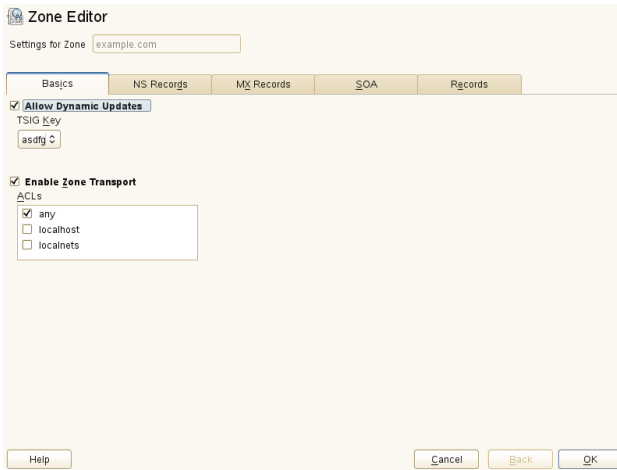 Zone Editor
Settings for Zone example.com
Basics NS Records MX Records SOA Records
Allow Dynamic Updates
TSIG Key
asdfg
Enable Zone Transport
ACLs
any
localhost
localnets
Help Cancel Back OK